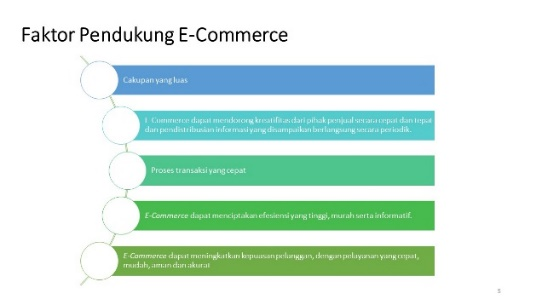 Faktor Pendukung E-Commerce
Cakupan yang luas
E-Commerce dapat mendorong kreatifitas dari pihak penjual secara cepat dan tepat
dan pendistribusian informasi yang disampaikan berlangsung secara periodik.
Proses transaksi yang cepat
E-Commerce dapat menciptakan efesiensi yang tinggi, murah serta informatif.
E-Commerce dapat meningkatkan kepuasan pelanggan, dengan pelayanan yang cepat,
mudah, aman dan akurat